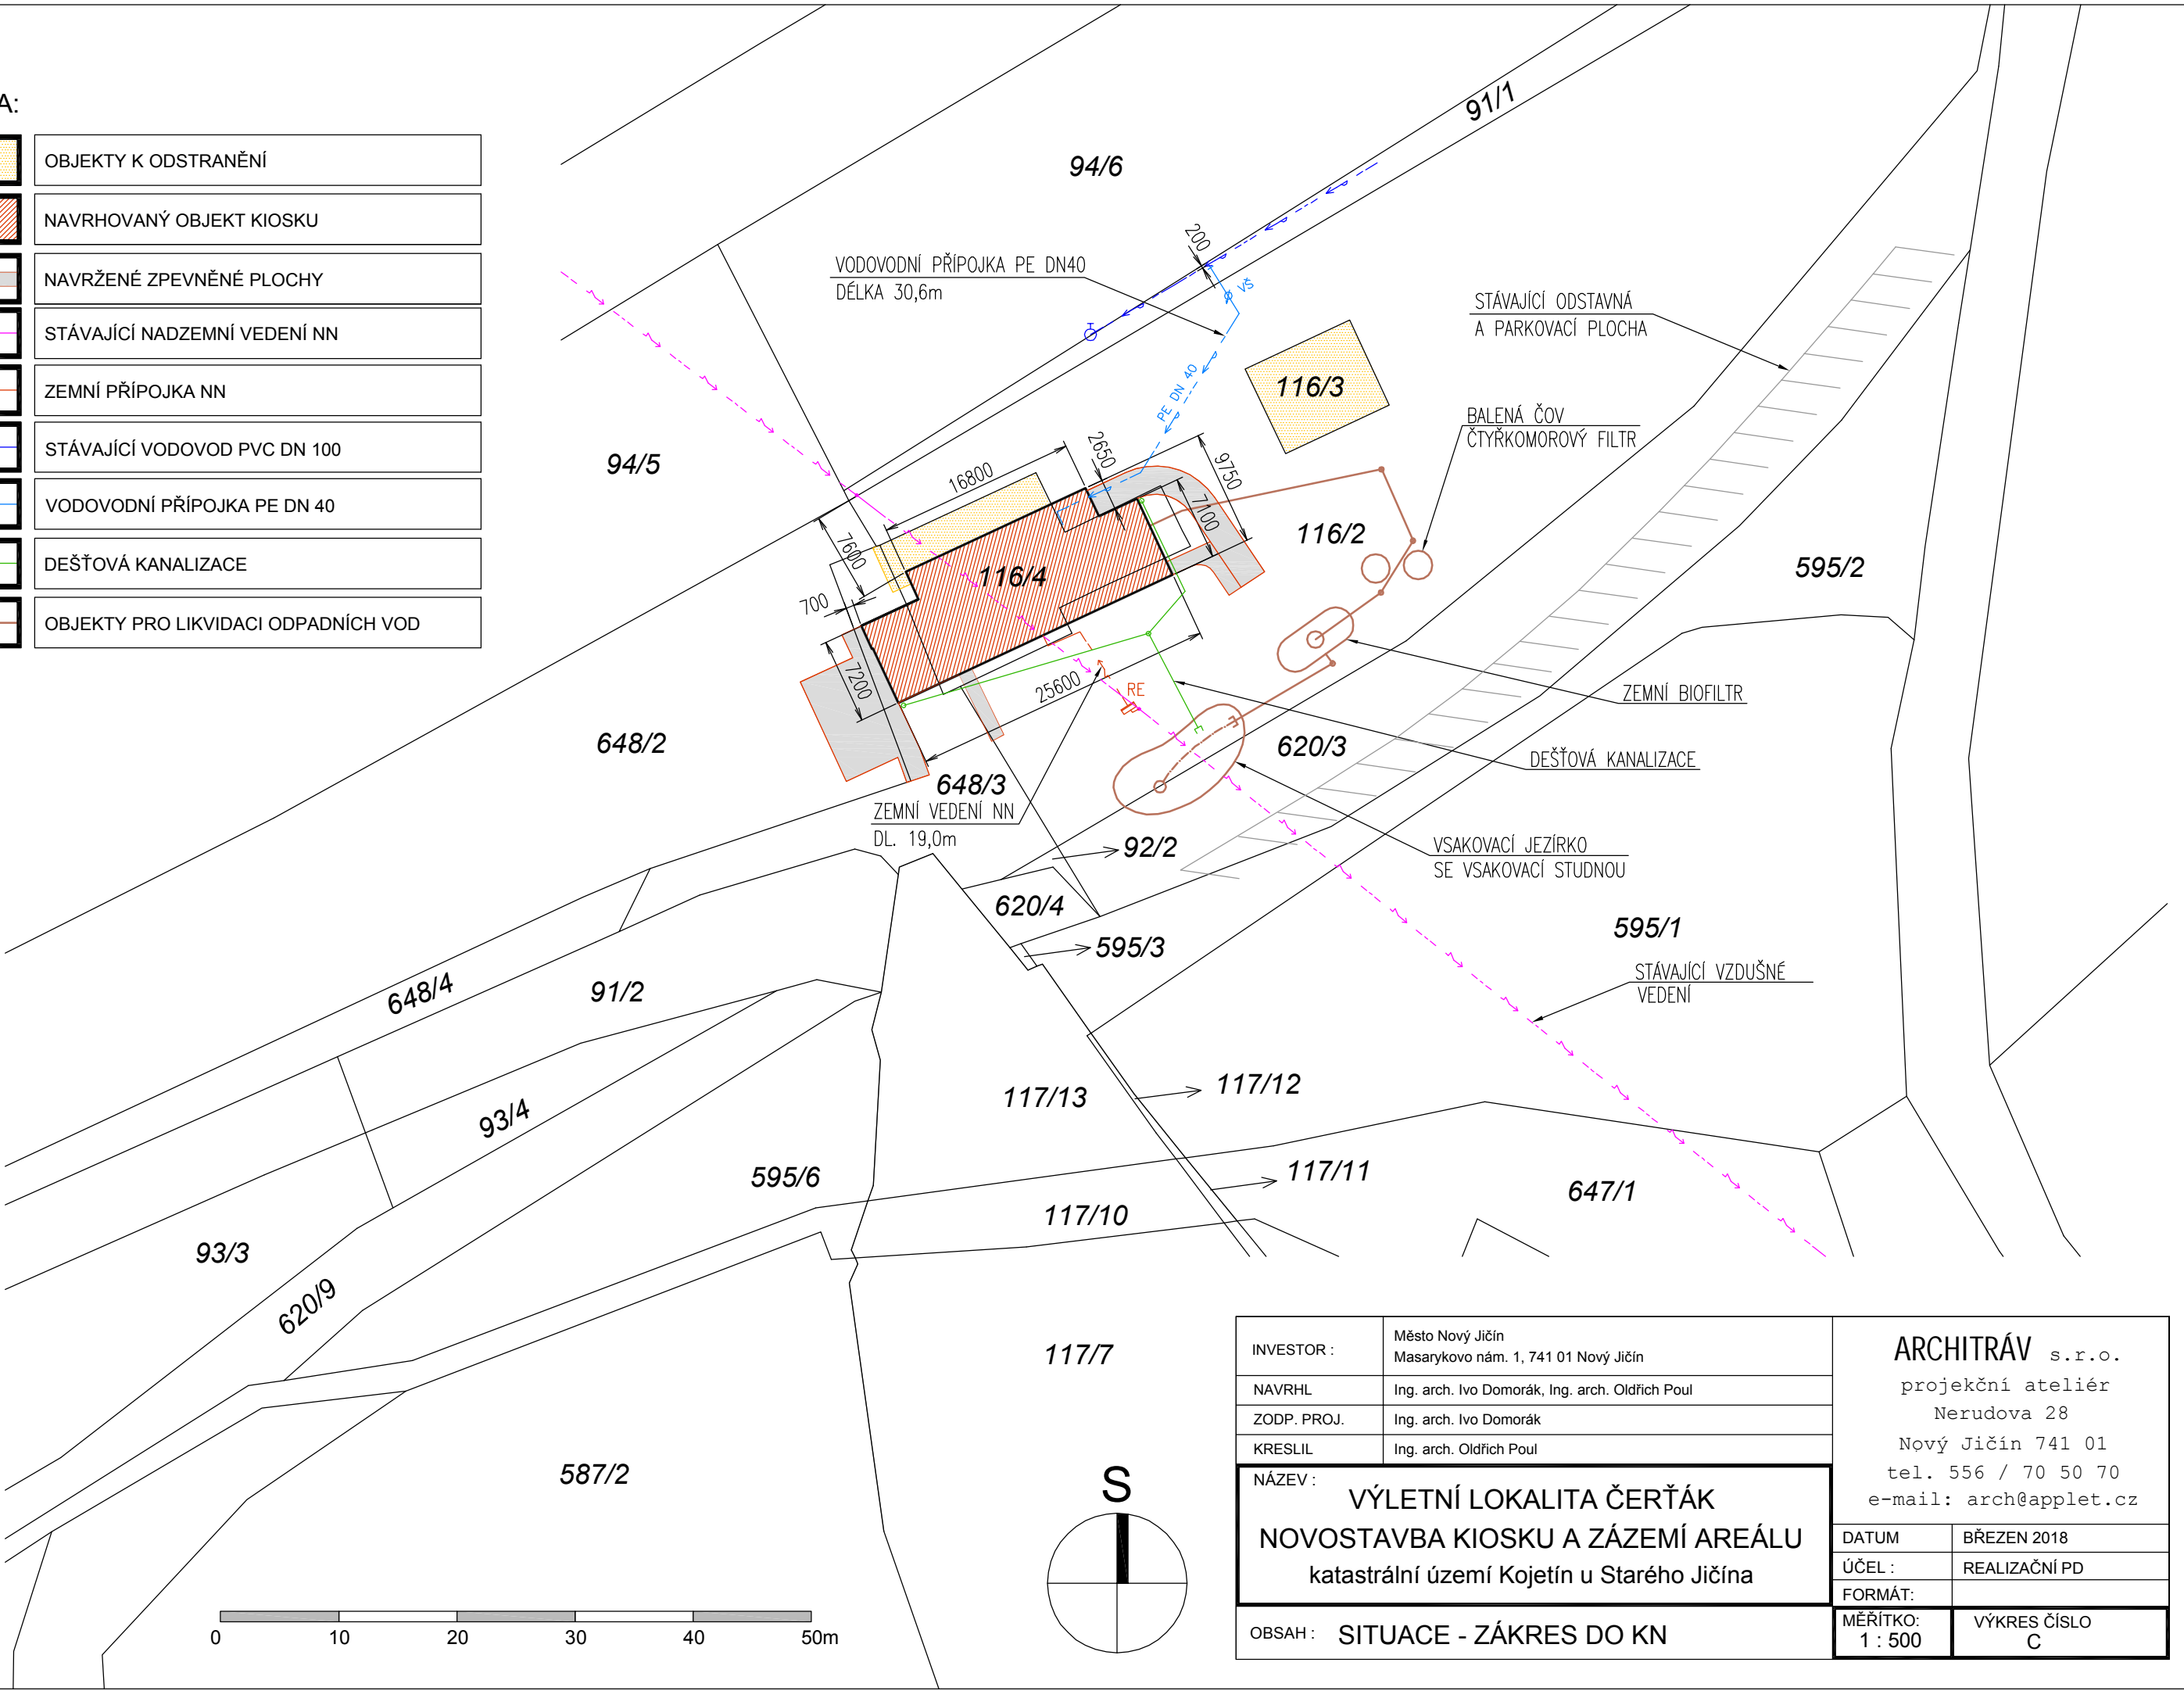 A:
OBJEKTY K ODSTRANĚNÍ
NAVRHOVANÝ OBJEKT KIOSKU
NAVRŽENÉ ZPEVNĚNÉ PLOCHY
STÁVAJÍCÍ NADZEMNÍ VEDENÍ NN
ZEMNÍ PŘÍPOJKA NN
STÁVAJÍCÍ VODOVOD PVC DN 100
VODOVODNÍ PŘÍPOJKA PE DN 40
DEŠŤOVÁ KANALIZACE
OBJEKTY PRO LIKVIDACI ODPADNÍCH VOD
91/1
94/6
200
VODOVODNÍ PŘÍPOJKA PE DN40
DÉLKA 30,6m
VŠ
STÁVAJÍCÍ ODSTAVNÁ
A PARKOVACÍ PLOCHA
PE DN 40
116/3
BALENÁ ČOV
ČTYŘKOMOROVÝ FILTR
94/5
16800
2650
9750
7100
116/2
7600
116/4
595/2
700
7200
25600
RE
ZEMNÍ BIOFILTR
648/2
620/3
DEŠŤOVÁ KANALIZACE
648/3
ZEMNÍ VEDENÍ NN
DL. 19,0m
92/2
VSAKOVACÍ JEZÍRKO
SE VSAKOVACÍ STUDNOU
620/4
595/3
595/1
STÁVAJÍCÍ VZDUŠNÉ
VEDENÍ
648/4
91/2
117/13
117/12
93/4
595/6
117/11
647/1
117/10
93/3
620/9
117/7
587/2
S
0
10
20
30
40
50m
INVESTOR :
Město Nový Jičín
Masarykovo nám. 1, 741 01 Nový Jičín
NAVRHL
Ing. arch. Ivo Domorák, Ing. arch. Oldřich Poul
ZODP. PROJ.
Ing. arch. Ivo Domorák
KRESLIL
Ing. arch. Oldřich Poul
NÁZEV :
VÝLETNÍ LOKALITA ČERŤÁK
NOVOSTAVBA KIOSKU A ZÁZEMÍ AREÁLU
katastrální území Kojetín u Starého Jičína
OBSAH :
SITUACE - ZÁKRES DO KN
ARCHITRÁV s.r.o.
projekční ateliér
Nerudova 28
Nový Jičín 741 01
tel. 556 / 70 50 70
e-mail: arch@applet.cz
DATUM
BŘEZEN 2018
ÚČEL :
REALIZAČNÍ PD
FORMÁT:
MĚŘÍTKO:
1 : 500
VÝKRES ČÍSLO
C